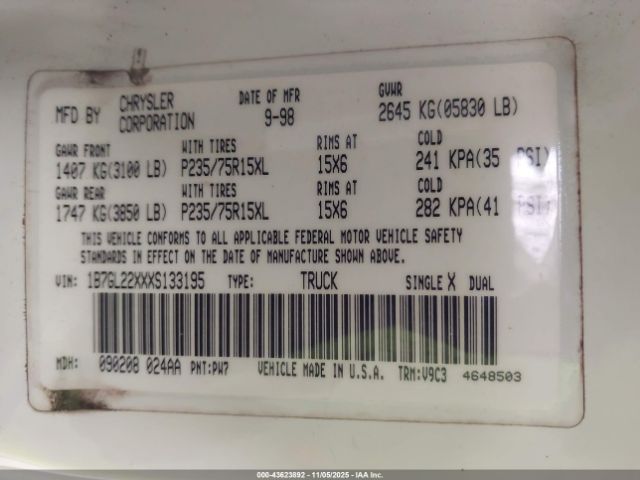 MFD BY CHRYSLER CORPORATION DATE OF MFR 9-98 GVWR 2645 KG(05830 LB)
GAWR FRONT WITH TIRES RIMS AT COLD
1407 KG(3100 LB) P235/75R15XL 15X6 241 KPA(35 PSI)
GAWR REAR WITH TIRES RIMS AT COLD
1747 KG(3850 LB) P235/75R15XL 15X6 282 KPA(41 PSI)
THIS VEHICLE CONFORMS TO ALL APPLICABLE FEDERAL MOTOR VEHICLE SAFETY
STANDARDS IN EFFECT ON THE DATE OF MANUFACTURE SHOWN ABOVE.
VIN: 1B7GL22XXXS133195 TYPE: TRUCK SINGLE X DUAL
MDH: 090208 024AA PNT:PW7 VEHICLE MADE IN U.S.A. TRM:V9C3 4648503
000-43623892 - 11/05/2025 - IAA Inc.